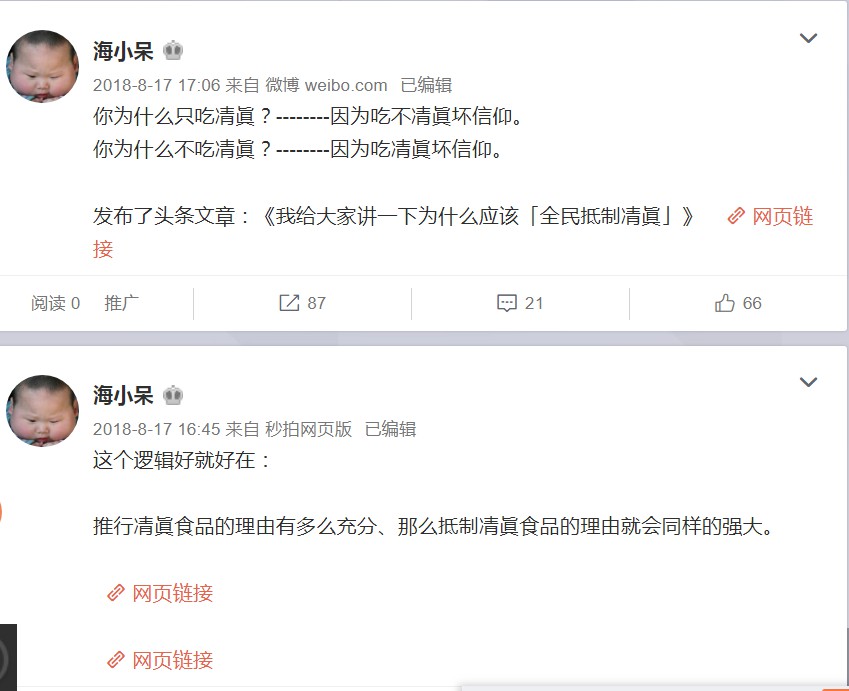 海小呆
2018-8-17 17:06 来自 微博 weibo.com 已编辑
你为什么只吃清眞？--------因为吃不清眞坏信仰。
你为什么不吃清眞？--------因为吃清眞坏信仰。
发布了头条文章：《我给大家讲一下为什么应该「全民抵制清眞」》 网页链
接
阅读 0 推广 87 21 66
海小呆
2018-8-17 16:45 来自 秒拍网页版 已编辑
这个逻辑好就好在：
推行清眞食品的理由有多么充分、那么抵制清眞食品的理由就会同样的强大。
网页链接
网页链接